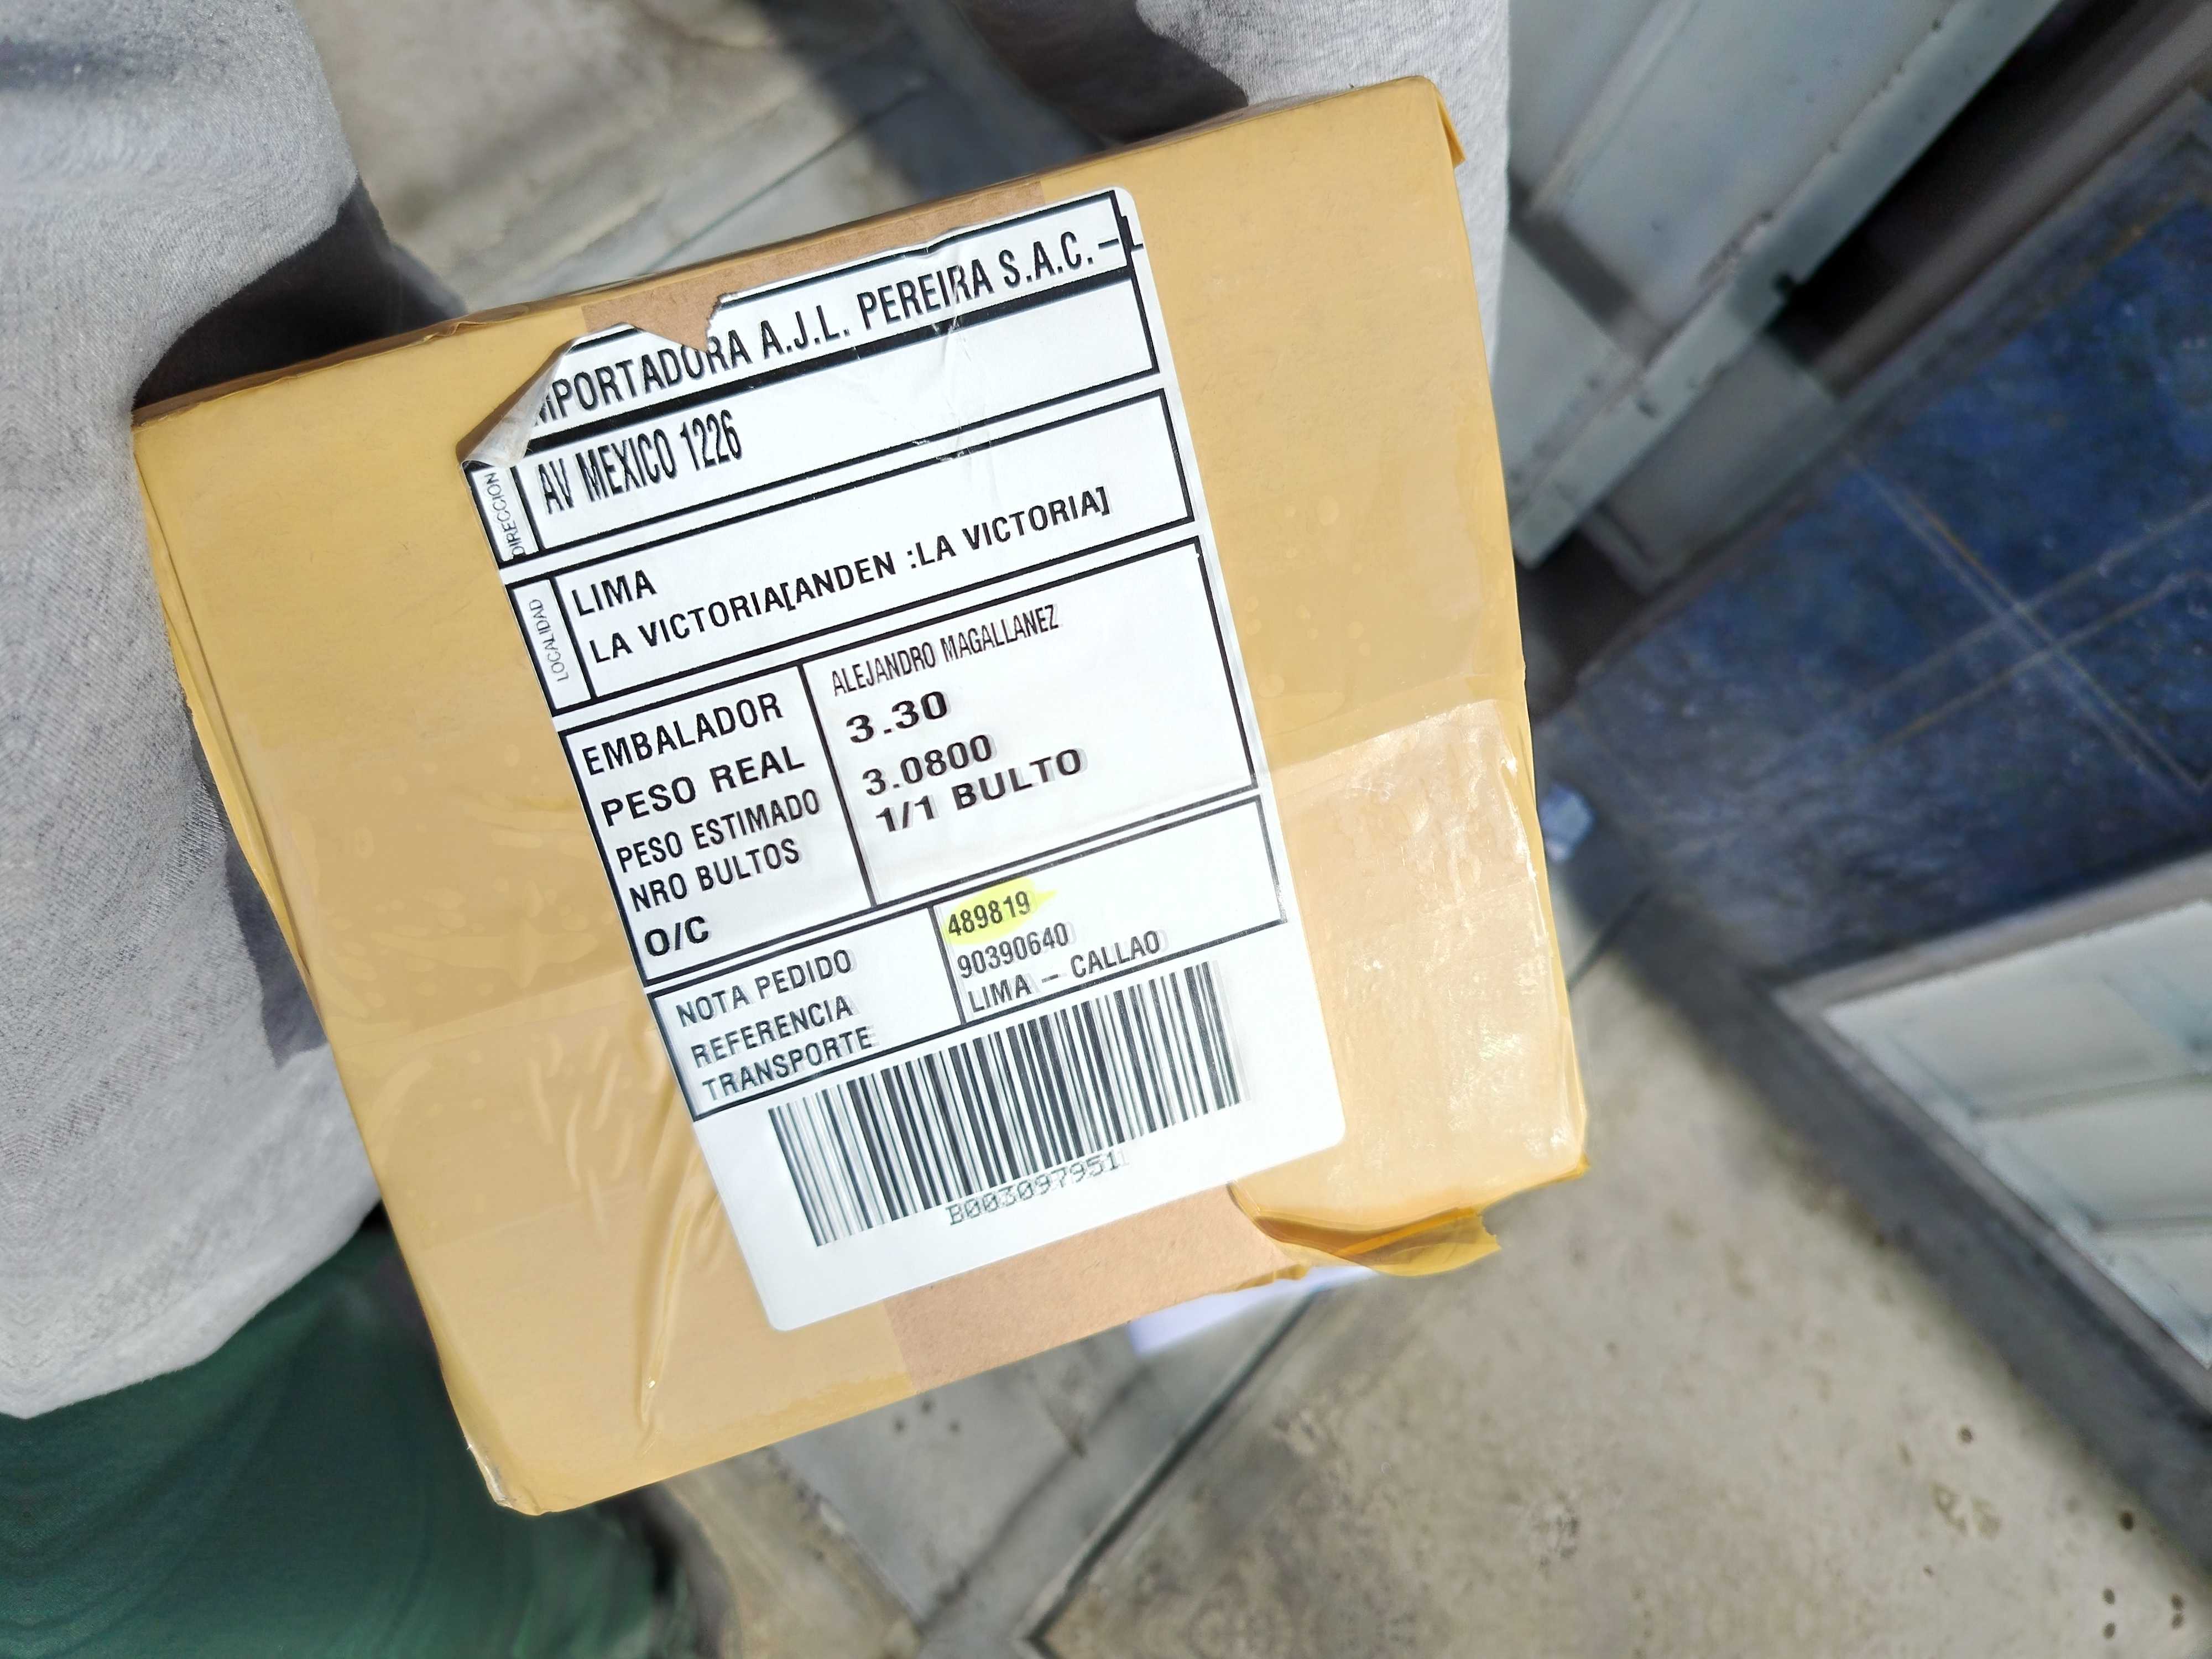 IMPORTADORA A.J.L. PEREIRA S.A.C.-L
DIRECCION
AV MEXICO 1226
LOCALIDAD
LIMA
LA VICTORIA[ANDEN :LA VICTORIA]
EMBALADOR ALEJANDRO MAGALLANEZ
PESO REAL 3.30
PESO ESTIMADO 3.0800
NRO BULTOS 1/1 BULTO
O/C
NOTA PEDIDO 489819
REFERENCIA 90390640
TRANSPORTE LIMA - CALLAO
B003097951